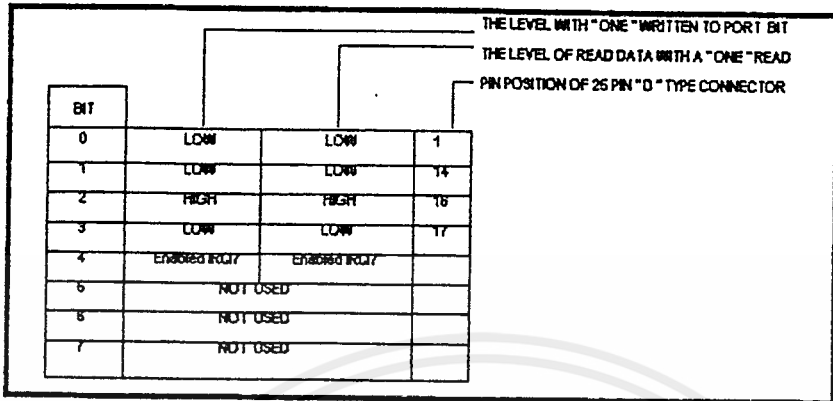 THE LEVEL WITH "ONE" WRITTEN TO PORT BIT
THE LEVEL OF READ DATA WITH A "ONE" READ
PIN POSITION OF 25 PIN "D" TYPE CONNECTOR
BIT
0 LOW LOW 1
1 LOW LOW 14
2 HIGH HIGH 16
3 LOW LOW 17
4 Enabled IRQ7 Enabled IRQ7
5 NOT USED
6 NOT USED
7 NOT USED